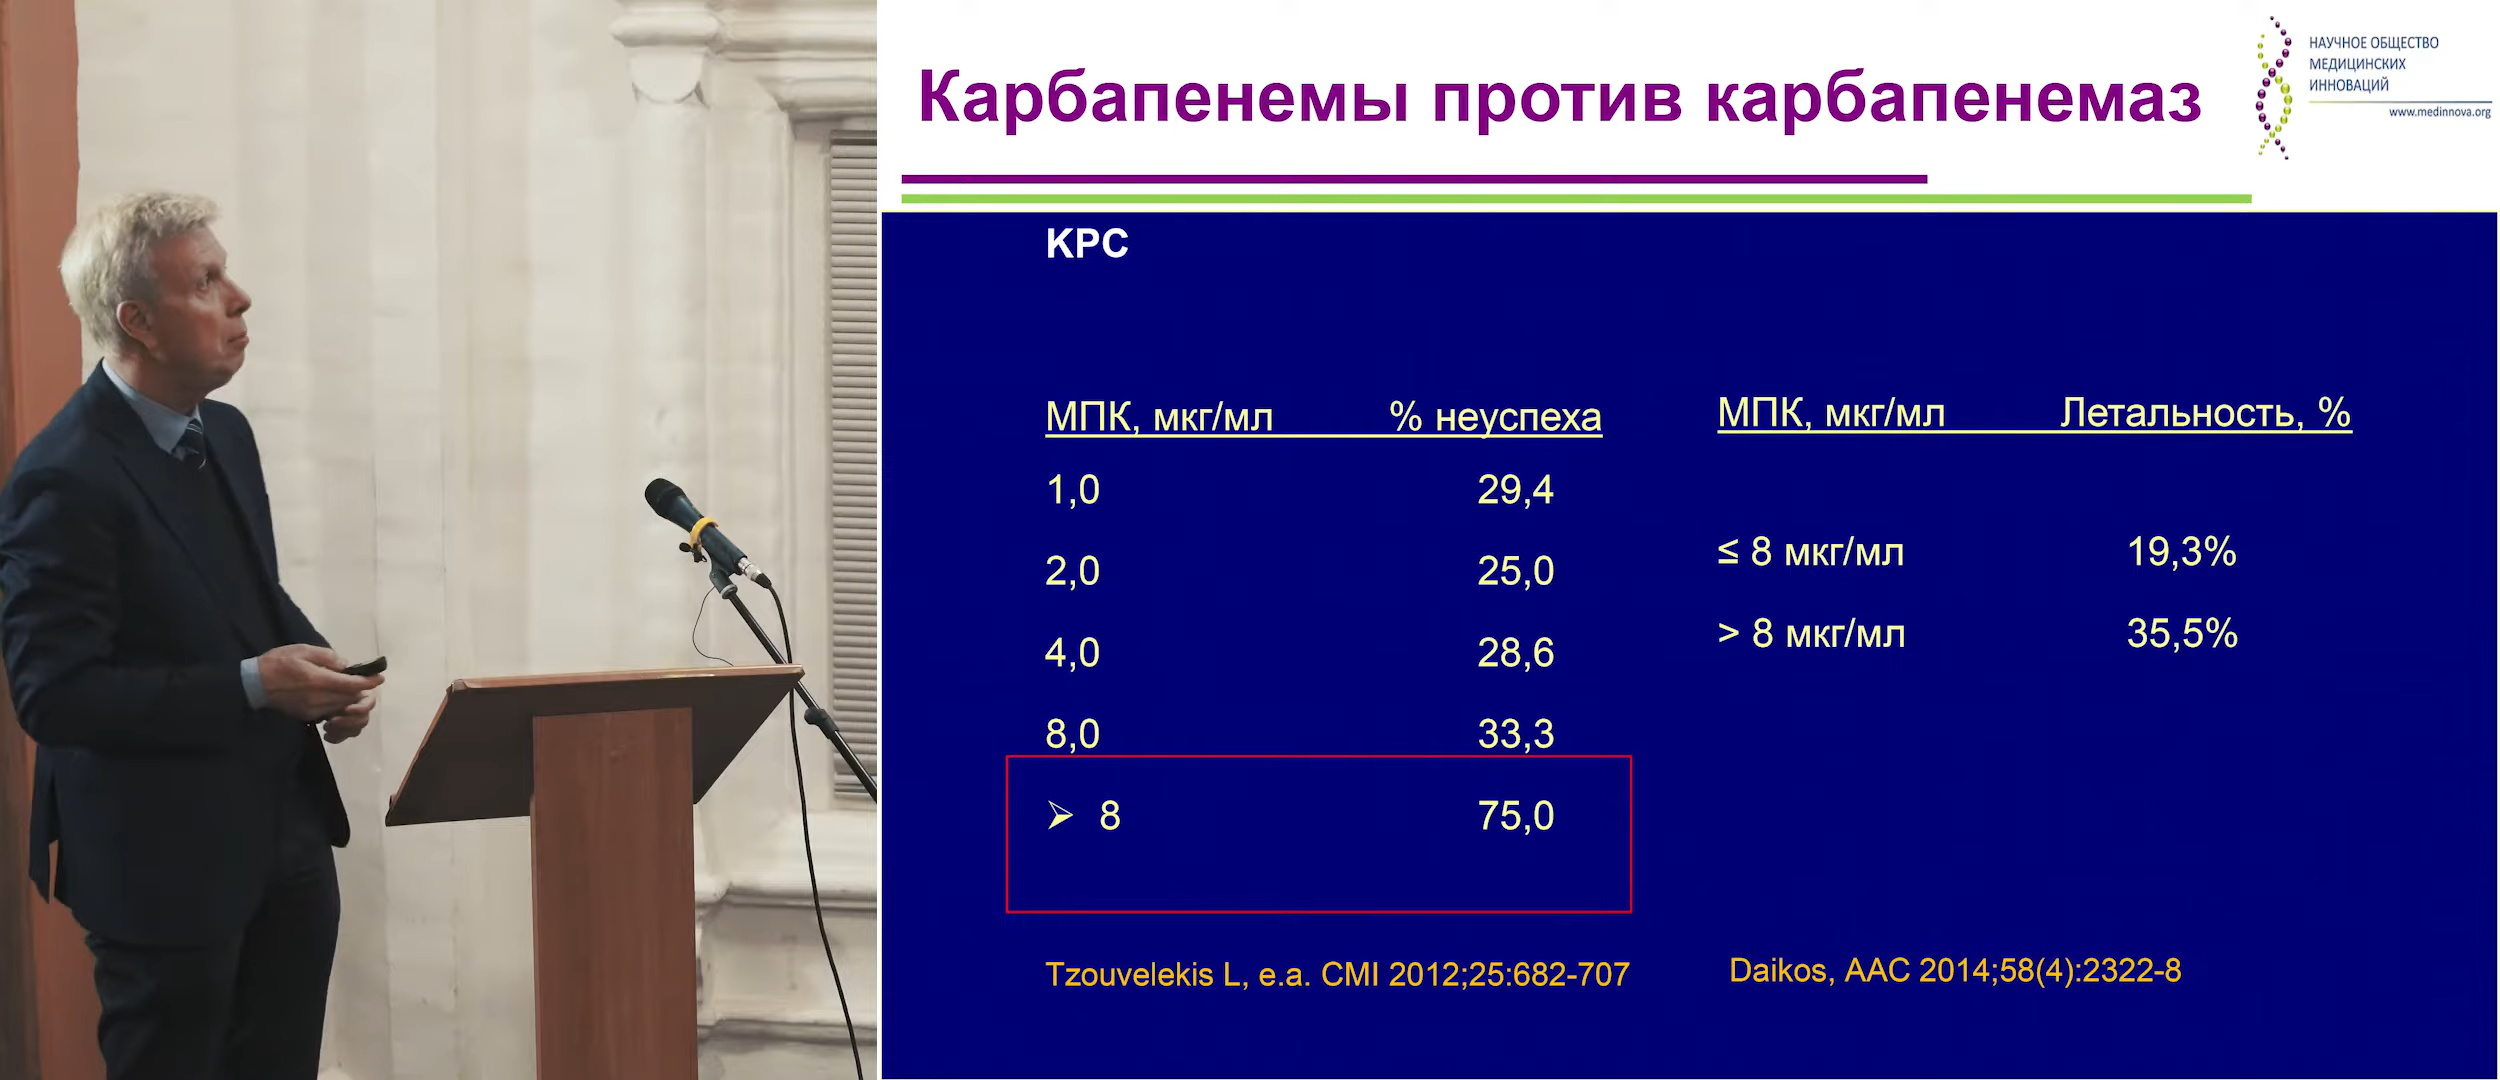 Карбапенемы против карбапенемаз
НАУЧНОЕ ОБЩЕСТВО
МЕДИЦИНСКИХ
ИННОВАЦИЙ
www.medinnova.org
KPC
МПК, мкг/мл % неуспеха
1,0 29,4
2,0 25,0
4,0 28,6
8,0 33,3
➢ 8 75,0
Tzouvelekis L, e.a. CMI 2012;25:682-707
МПК, мкг/мл Летальность, %
≤ 8 мкг/мл 19,3%
> 8 мкг/мл 35,5%
Daikos, AAC 2014;58(4):2322-8